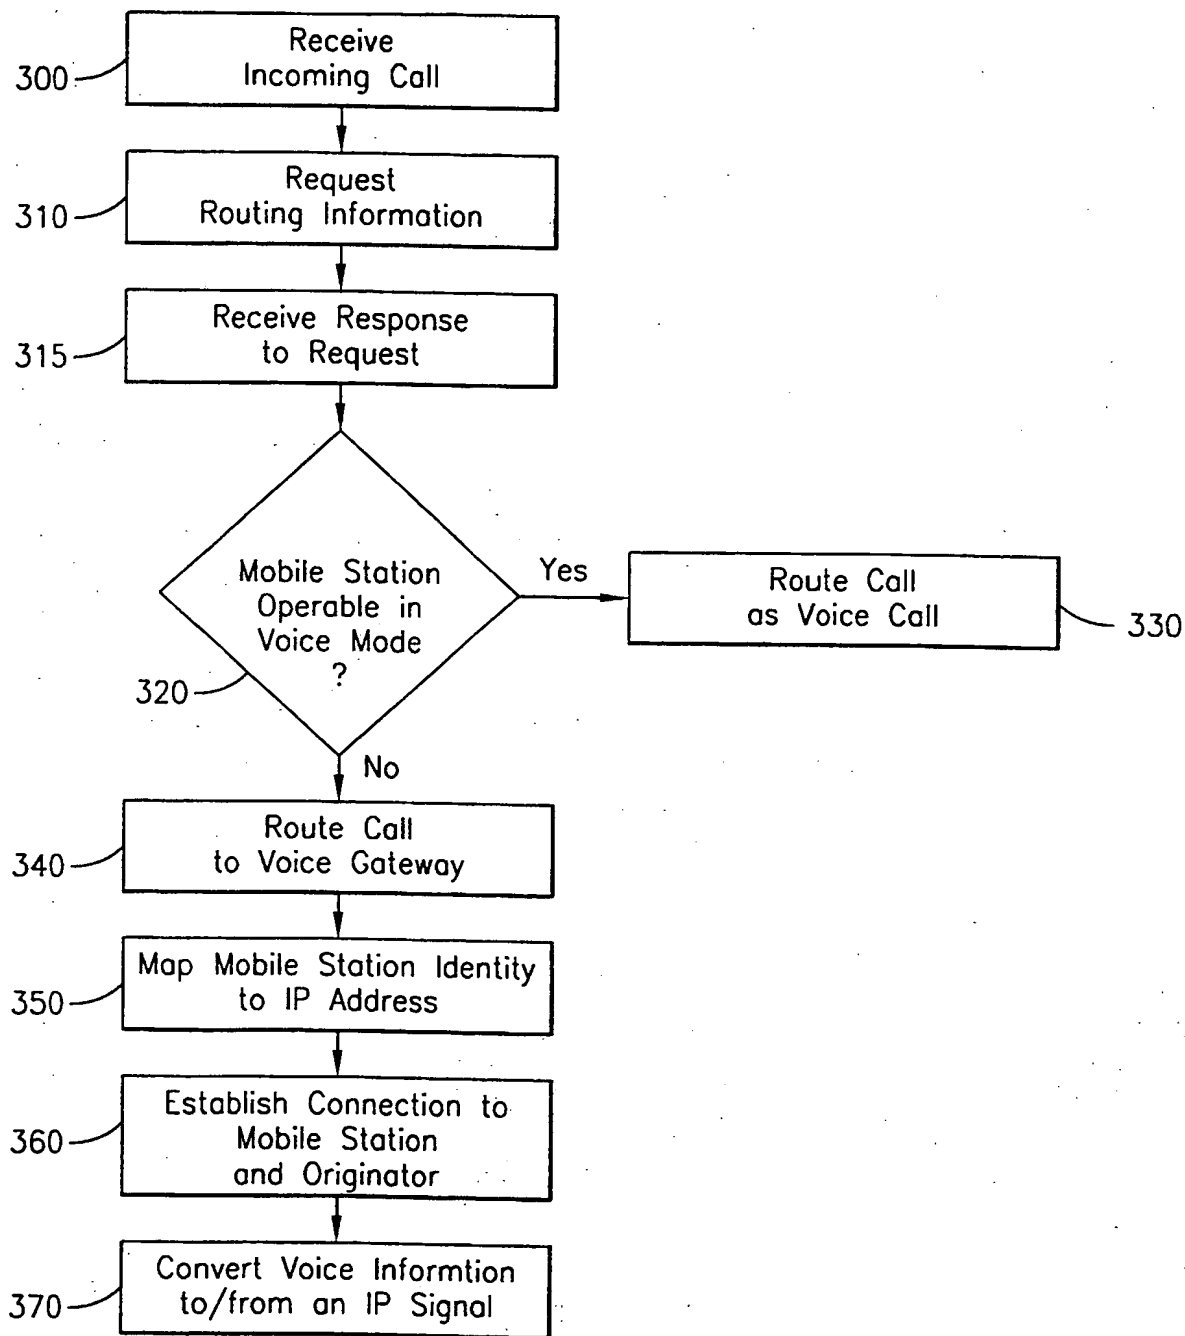 Receive
Incoming Call
300
Request
Routing Information
310
Receive Response
to Request
315
Mobile Station
Operable in
Voice Mode
?
320
Yes
Route Call
as Voice Call
330
No
Route Call
to Voice Gateway
340
Map Mobile Station Identity
to IP Address
350
Establish Connection to
Mobile Station
and Originator
360
Convert Voice Informtion
to/from an IP Signal
370